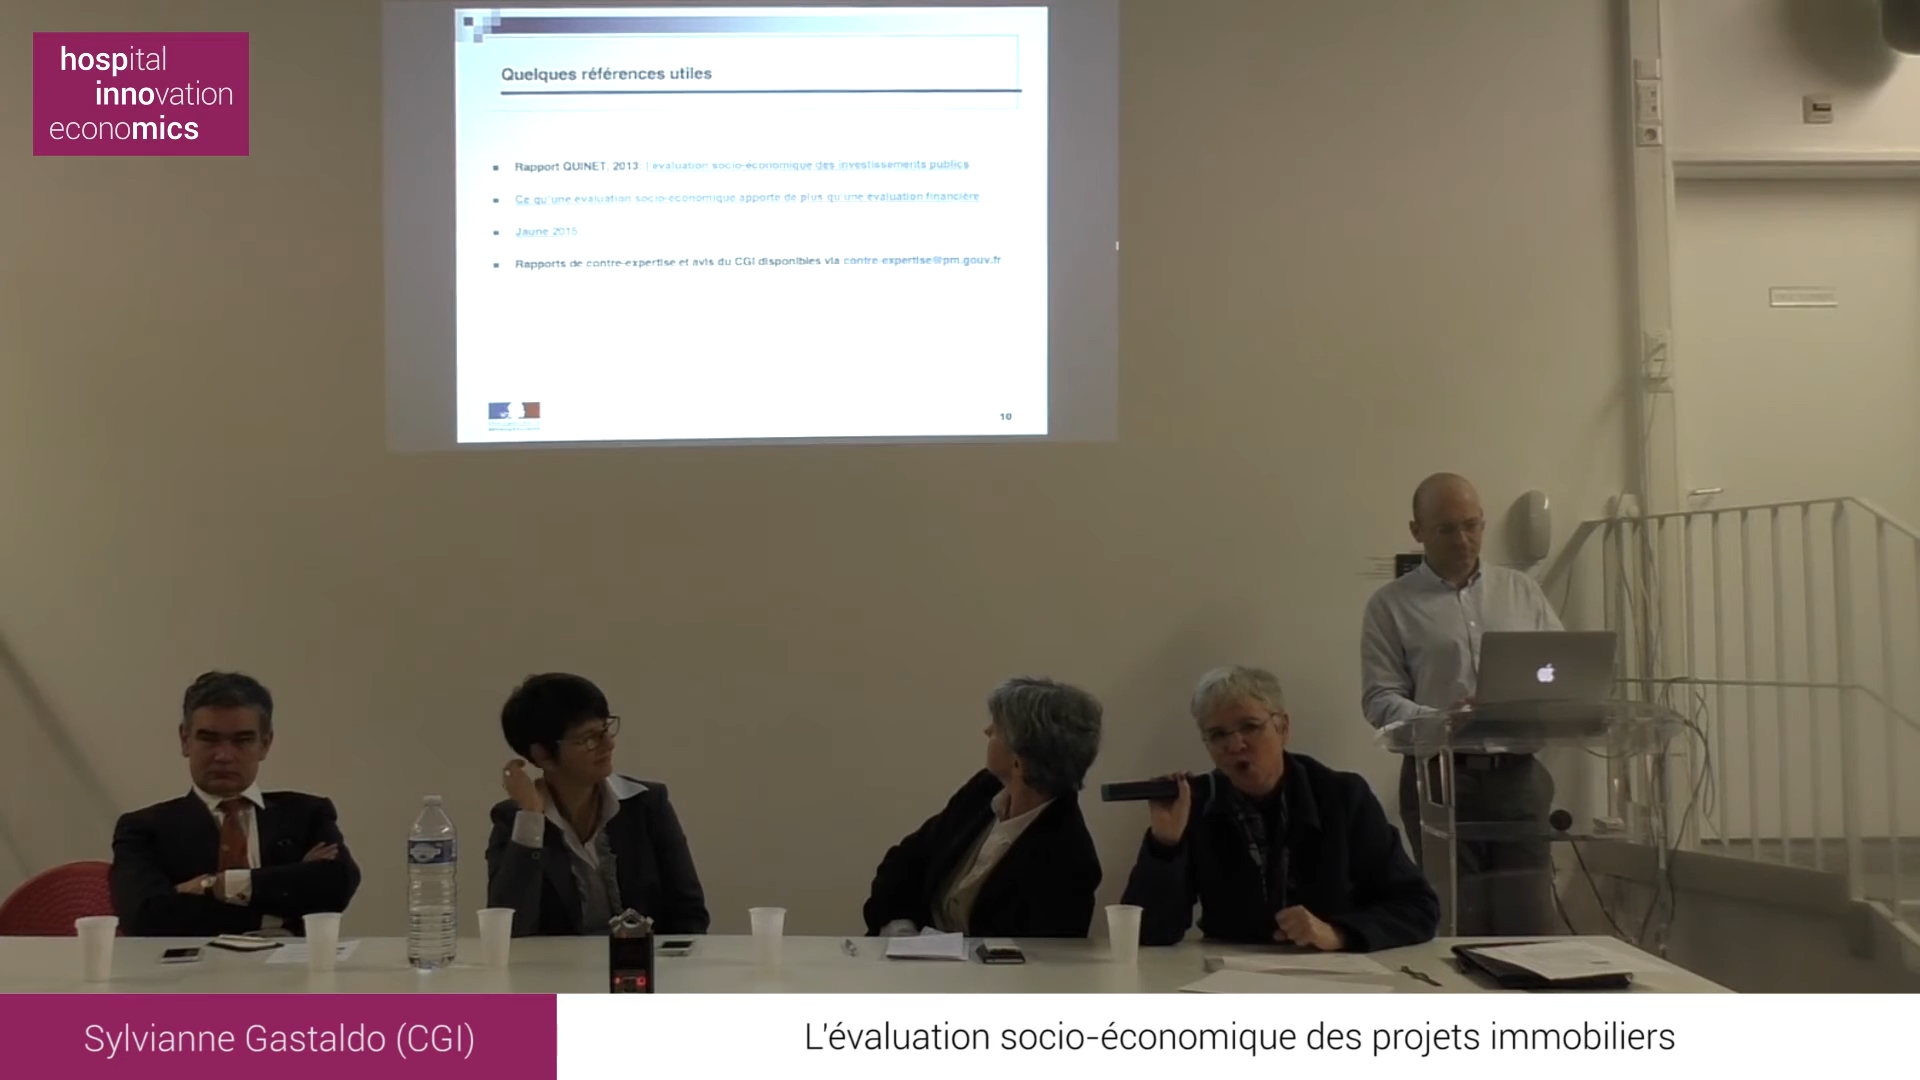 hospital
innovation
economics
Quelques références utiles
Rapport QUINET, 2013: l'évaluation socio-économique des investissements publics
Ce qu'une évaluation socio-économique apporte de plus qu'une évaluation financière
Jaune 2015
Rapports de contre-expertise et avis du CGI disponibles via contre-expertise@pm.gouv.fr
10
Sylvianne Gastaldo (CGI)
L'évaluation socio-économique des projets immobiliers